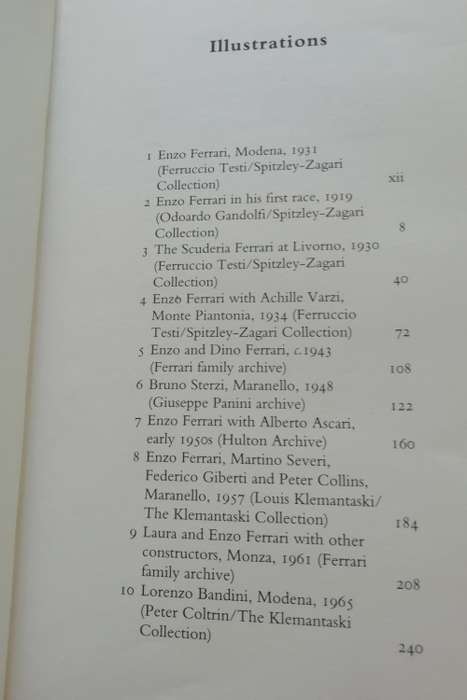 Illustrations
1 Enzo Ferrari, Modena, 1931
(Ferruccio Testi/Spitzley-Zagari
Collection) xii
2 Enzo Ferrari in his first race, 1919
(Odoardo Gandolfi/Spitzley-Zagari
Collection) 8
3 The Scuderia Ferrari at Livorno, 1930
(Ferruccio Testi/Spitzley-Zagari
Collection) 40
4 Enzo Ferrari with Achille Varzi,
Monte Piantonia, 1934 (Ferruccio
Testi/Spitzley-Zagari Collection) 72
5 Enzo and Dino Ferrari, c.1943
(Ferrari family archive) 108
6 Bruno Sterzi, Maranello, 1948
(Giuseppe Panini archive) 122
7 Enzo Ferrari with Alberto Ascari,
early 1950s (Hulton Archive) 160
8 Enzo Ferrari, Martino Severi,
Federico Giberti and Peter Collins,
Maranello, 1957 (Louis Klemantaski/
The Klemantaski Collection) 184
9 Laura and Enzo Ferrari with other
constructors, Monza, 1961 (Ferrari
family archive) 208
10 Lorenzo Bandini, Modena, 1965
(Peter Coltrin/The Klemantaski
Collection) 240